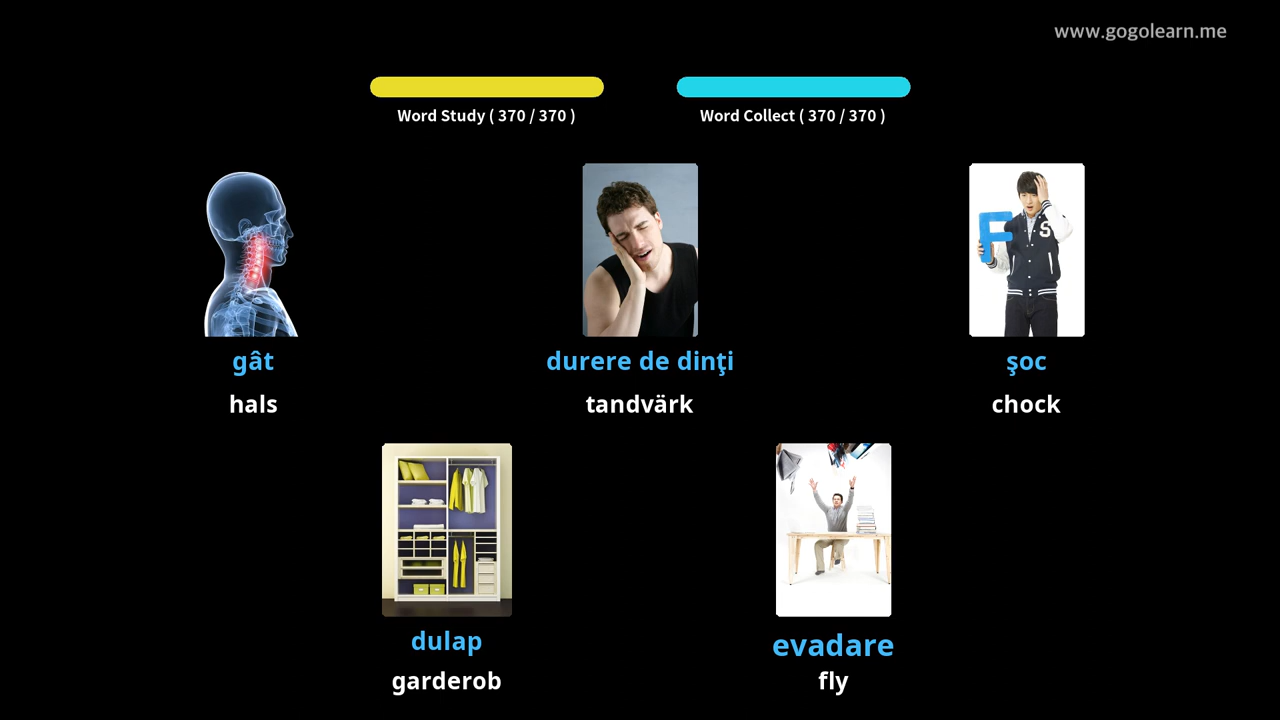 www.gogolearn.me
Word Study ( 370 / 370 )
Word Collect ( 370 / 370 )
F
S
gât
durere de dinţi
şoc
hals
tandvärk
chock
dulap
evadare
garderob
fly